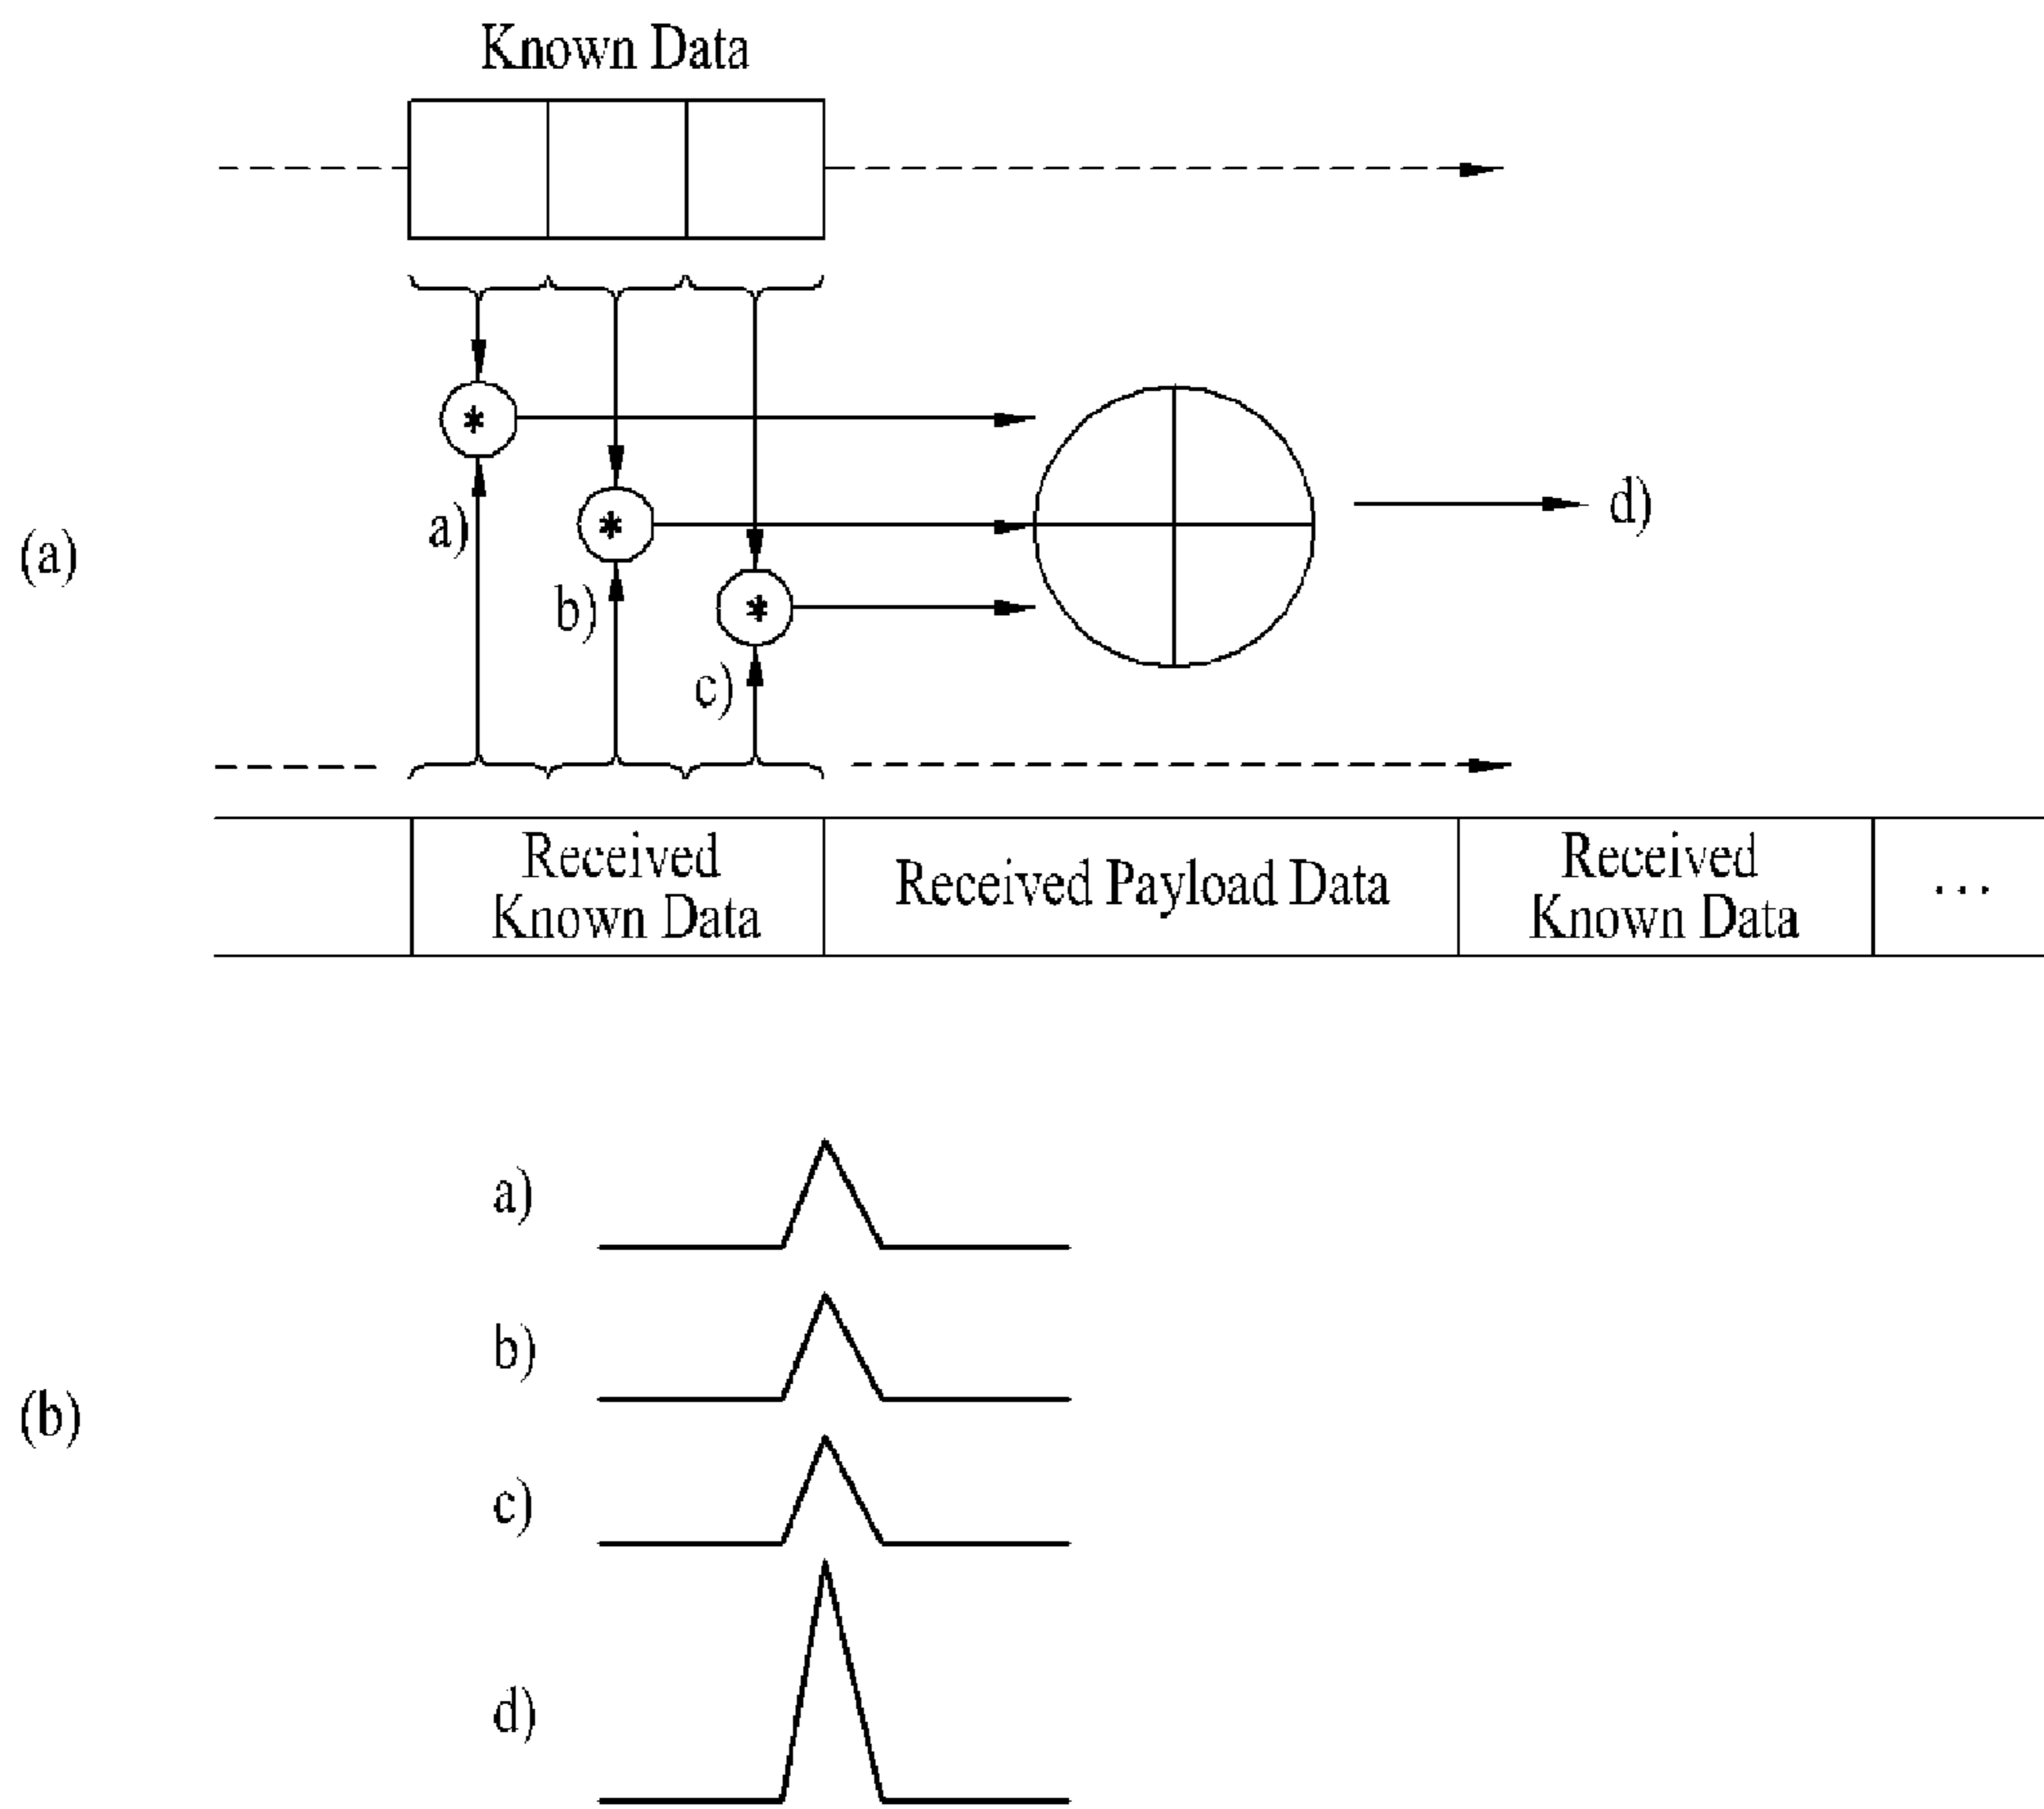 Known Data
*
a)
*
d)
(a)
b)
*
c)
Received
Known Data
Received Payload Data
Received
Known Data
...
a)
b)
(b)
c)
d)